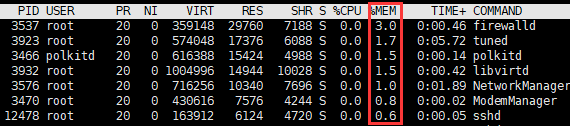 PID USER PR NI VIRT RES SHR S %CPU %MEM TIME+ COMMAND
3537 root 20 0 359148 29760 7188 S 0.0 3.0 0:00.46 firewalld
3923 root 20 0 574048 17376 6088 S 0.0 1.7 0:05.72 tuned
3466 polkitd 20 0 616388 15424 4988 S 0.0 1.5 0:00.14 polkitd
3932 root 20 0 1004996 14944 10028 S 0.0 1.5 0:00.42 libvirtd
3576 root 20 0 716256 10340 7696 S 0.0 1.0 0:01.89 NetworkManager
3470 root 20 0 430616 7576 4244 S 0.0 0.8 0:00.02 ModemManager
12478 root 20 0 163912 6124 4720 S 0.0 0.6 0:00.05 sshd